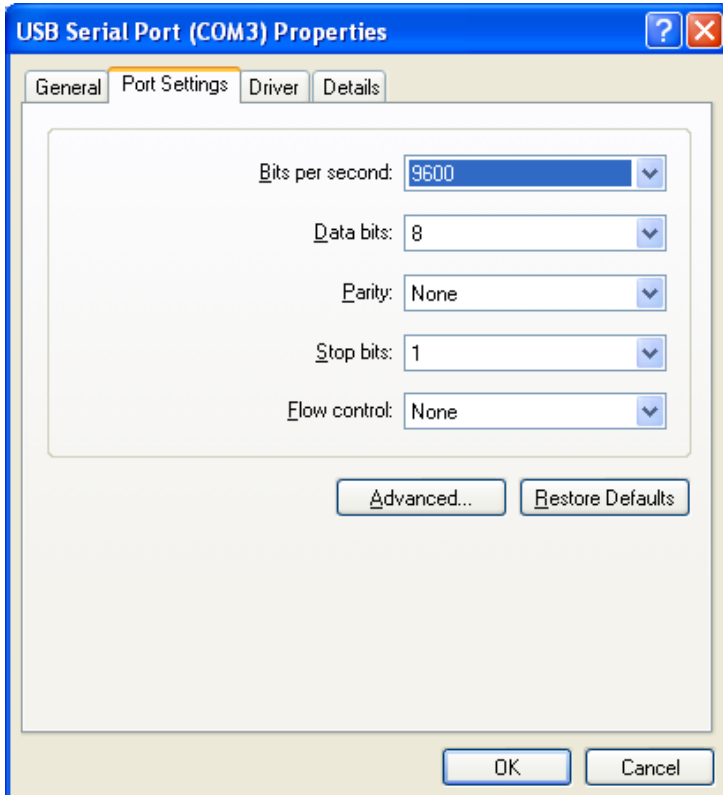 USB Serial Port (COM3) Properties
General Port Settings Driver Details
Bits per second: 9600
Data bits: 8
Parity: None
Stop bits: 1
Flow control: None
Advanced... Restore Defaults
OK Cancel